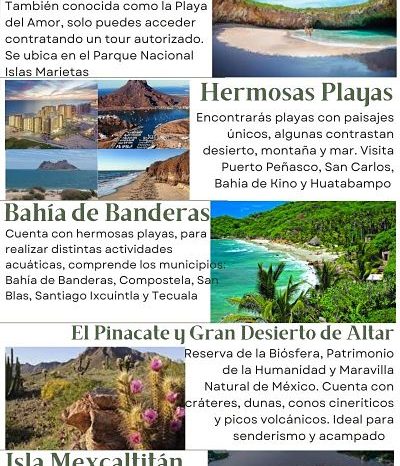 También conocida como la Playa
del Amor, solo puedes acceder
contratando un tour autorizado.
Se ubica en el Parque Nacional
Islas Marietas
Hermosas Playas
Encontrarás playas con paisajes
únicos, algunas contrastan
desierto, montaña y mar. Visita
Puerto Peñasco, San Carlos,
Bahia de Kino y Huatabampo
Bahía de Banderas
Cuenta con hermosas playas, para
realizar distintas actividades
acuáticas, comprende los municipios:
Bahía de Banderas, Compostela, San
Blas, Santiago Ixcuintla y Tecuala
El Pinacate y Gran Desierto de Altar
Reserva de la Biósfera, Patrimonio
de la Humanidad y Maravilla
Natural de México. Cuenta con
cráteres, dunas, conos cineriticos
y picos volcánicos. Ideal para
senderismo y acampado
Isla Mexcaltitán